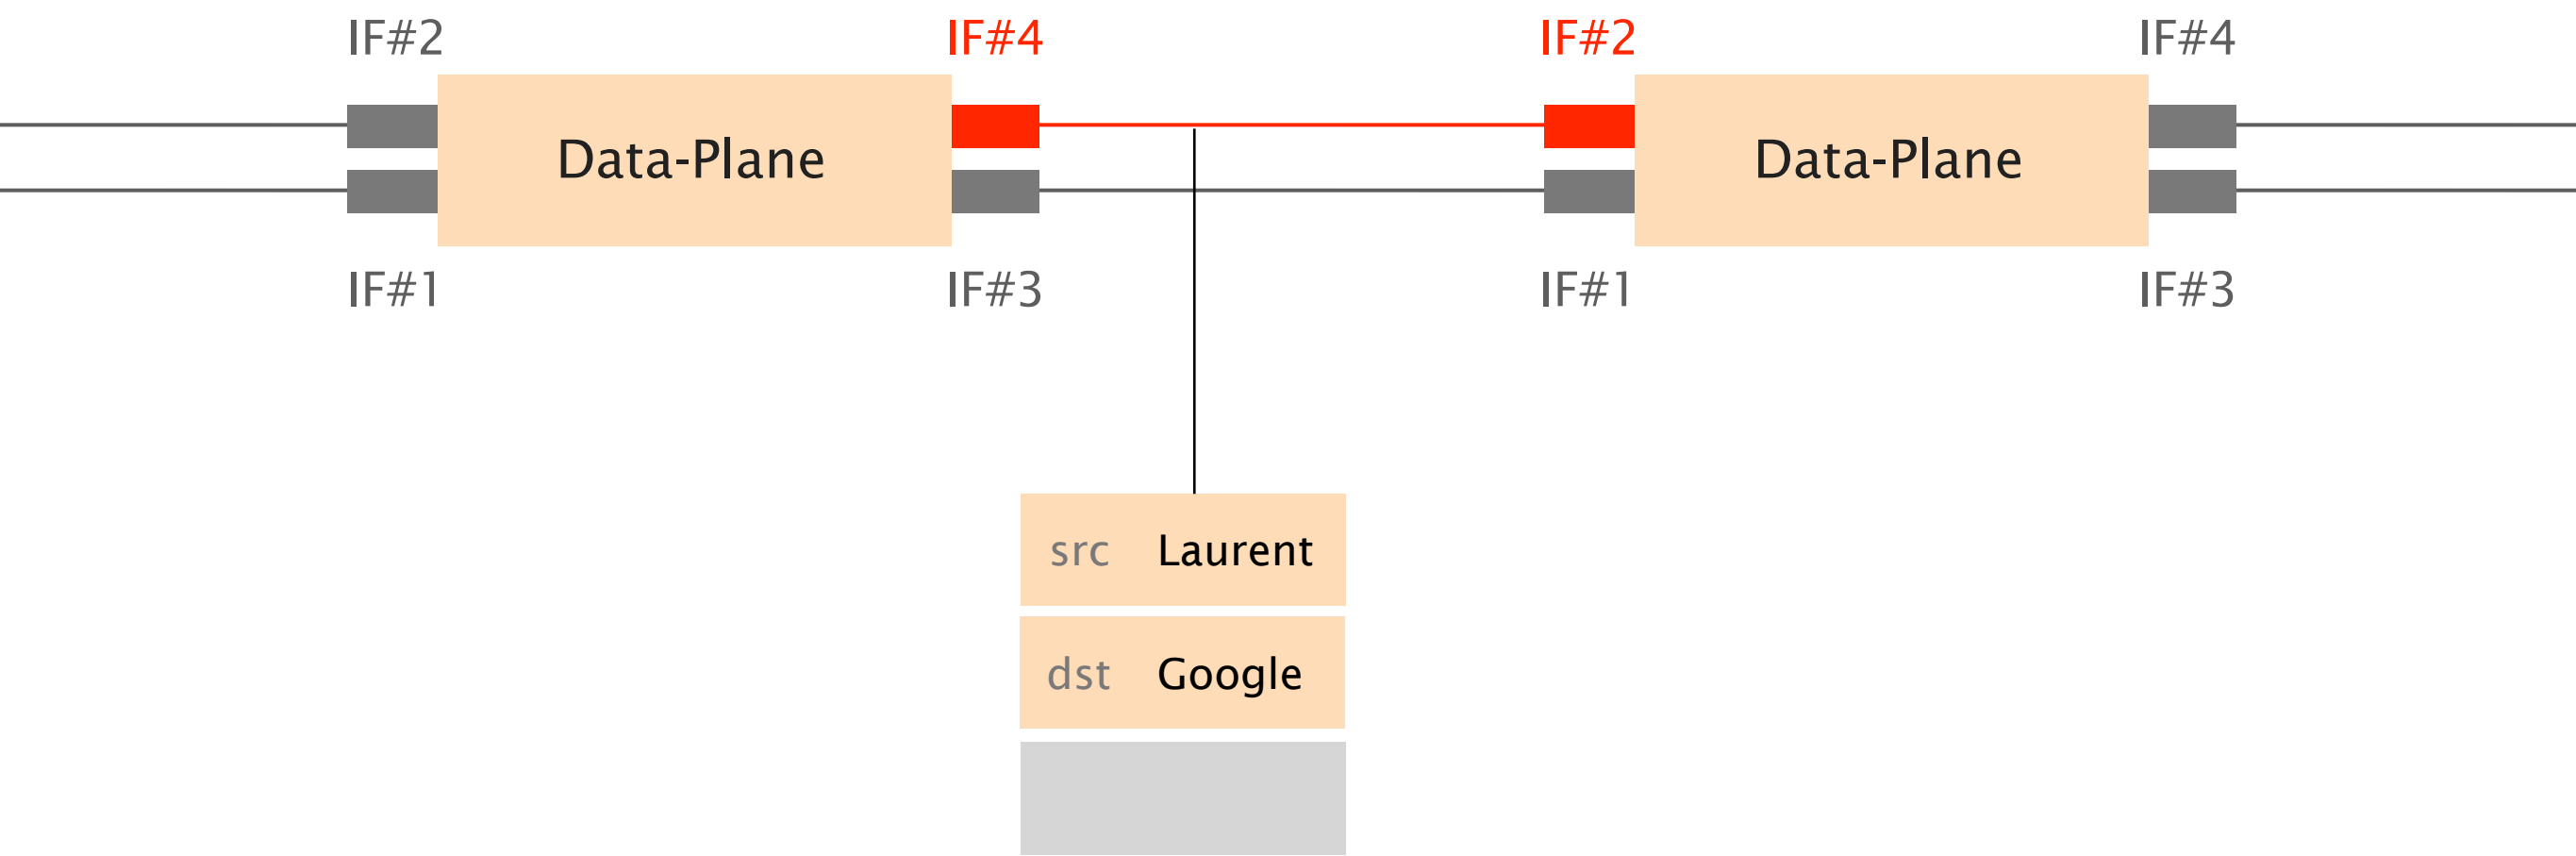 IF#2
IF#4
IF#2
IF#4
Data-Plane
Data-Plane
IF#1
IF#3
IF#1
IF#3
src Laurent
dst Google